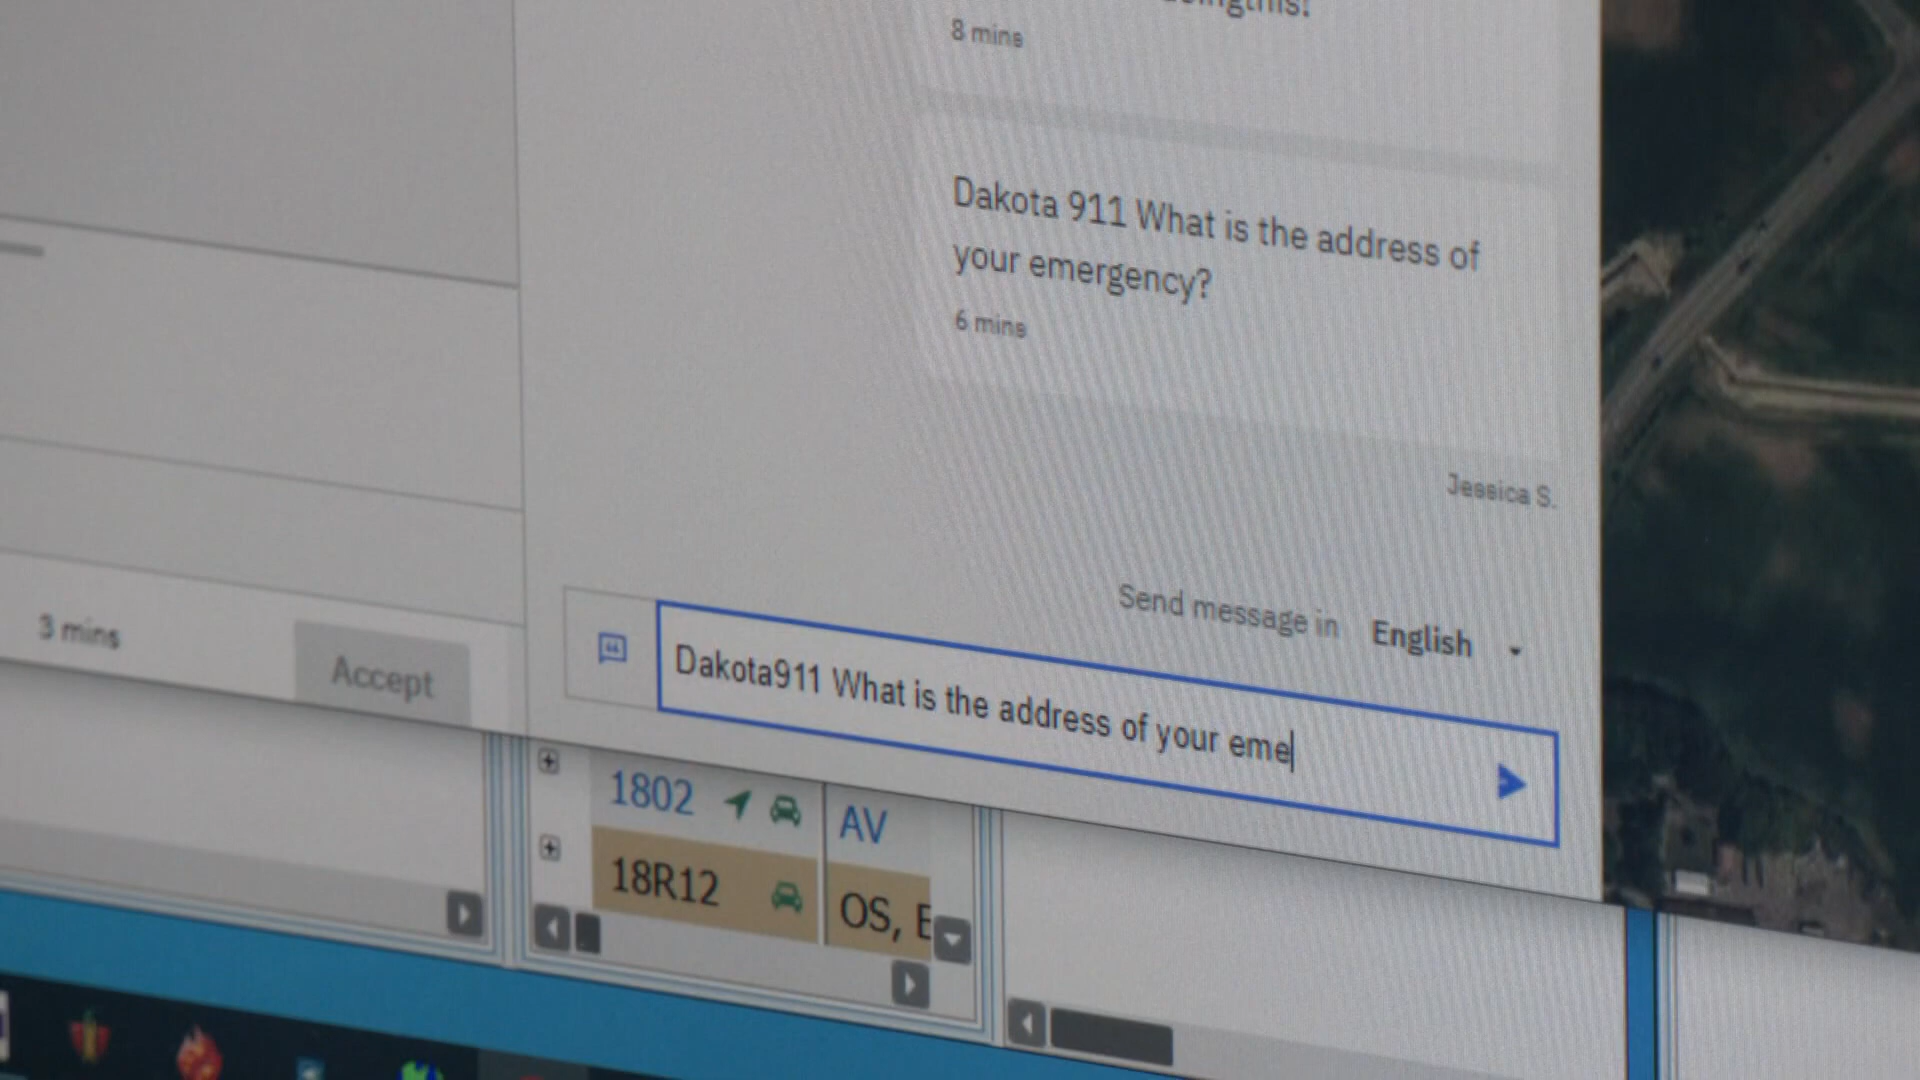 8 mins
Dakota 911 What is the address of
your emergency?
6 mins
Jessica S.
Send message in English
Dakota911 What is the address of your eme
3 mins
Accept
1802 AV
18R12 OS, E